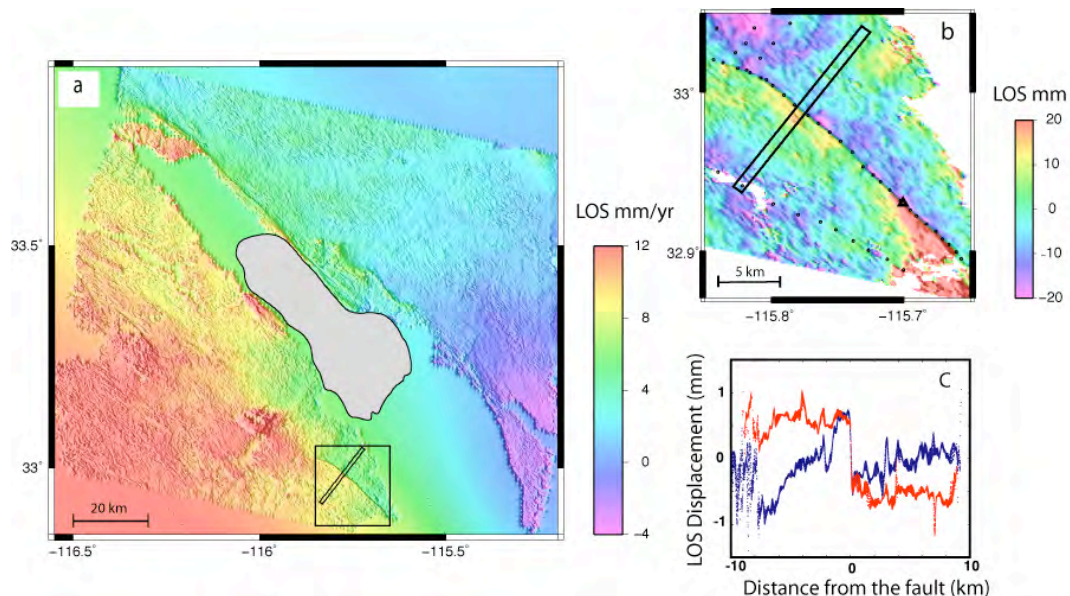 a
33.5°
33°
20 km
−116.5°
−116°
−115.5°
LOS mm/yr
12
8
4
0
−4
b
33°
32.9°
5 km
−115.8°
−115.7°
LOS mm
20
10
0
−10
−20
C
LOS Displacement (mm)
1
0
-1
-10
0
10
Distance from the fault (km)